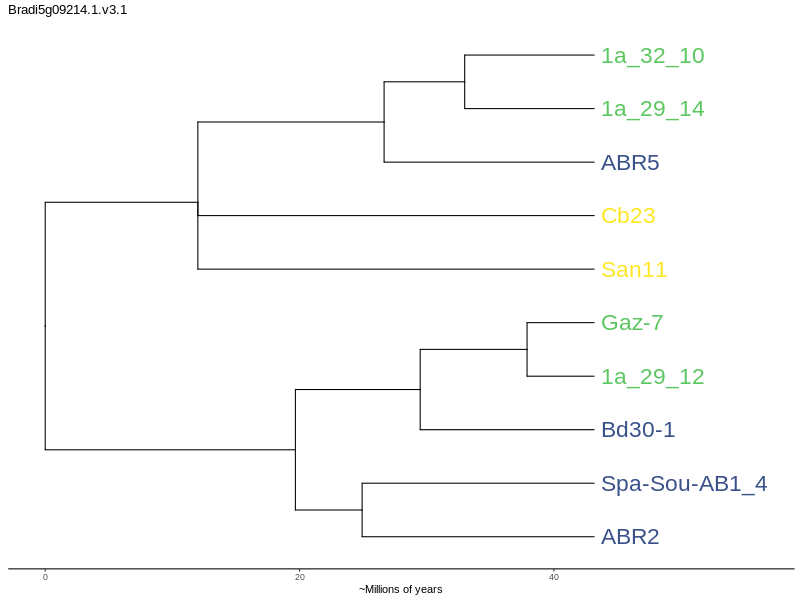 Bradi5g09214.1.v3.1
1a_32_10
1a_29_14
ABR5
Cb23
San11
Gaz-7
1a_29_12
Bd30-1
Spa-Sou-AB1_4
ABR2
0 20 40
~Millions of years